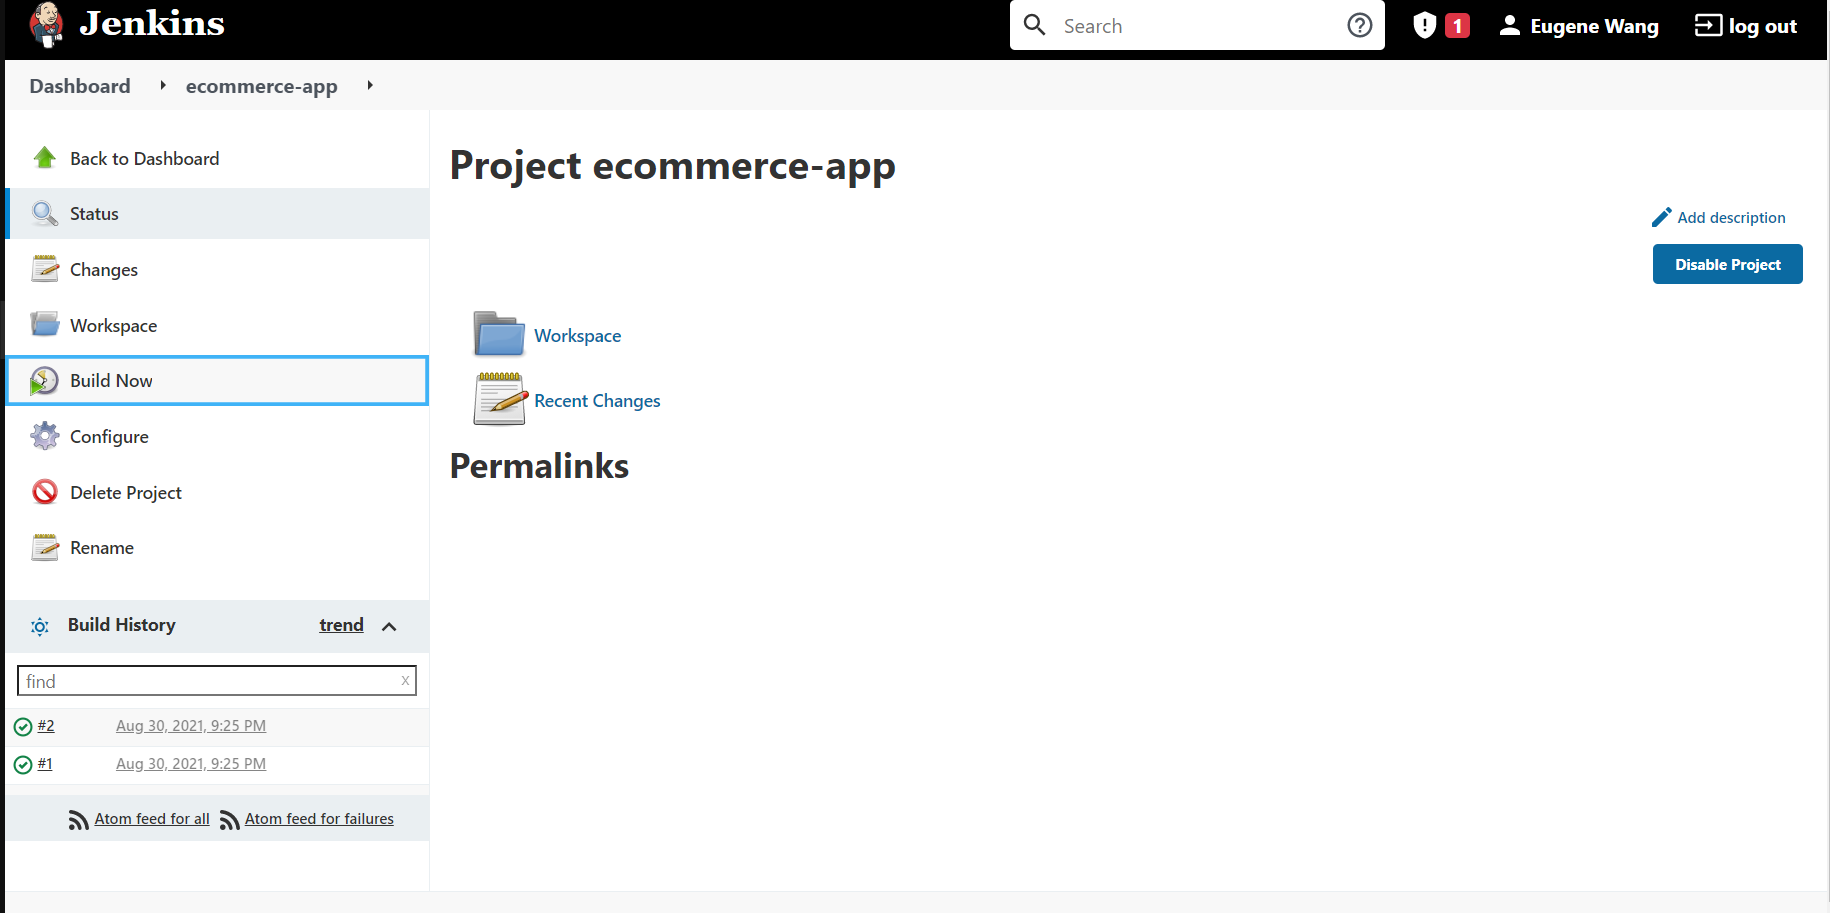 Jenkins
Search
1
Eugene Wang
log out
Dashboard
ecommerce-app
Back to Dashboard
Status
Changes
Workspace
Build Now
Configure
Delete Project
Rename
Build History
trend
find
x
#2 Aug 30, 2021, 9:25 PM
#1 Aug 30, 2021, 9:25 PM
Atom feed for all Atom feed for failures
Project ecommerce-app
Add description
Disable Project
Workspace
Recent Changes
Permalinks